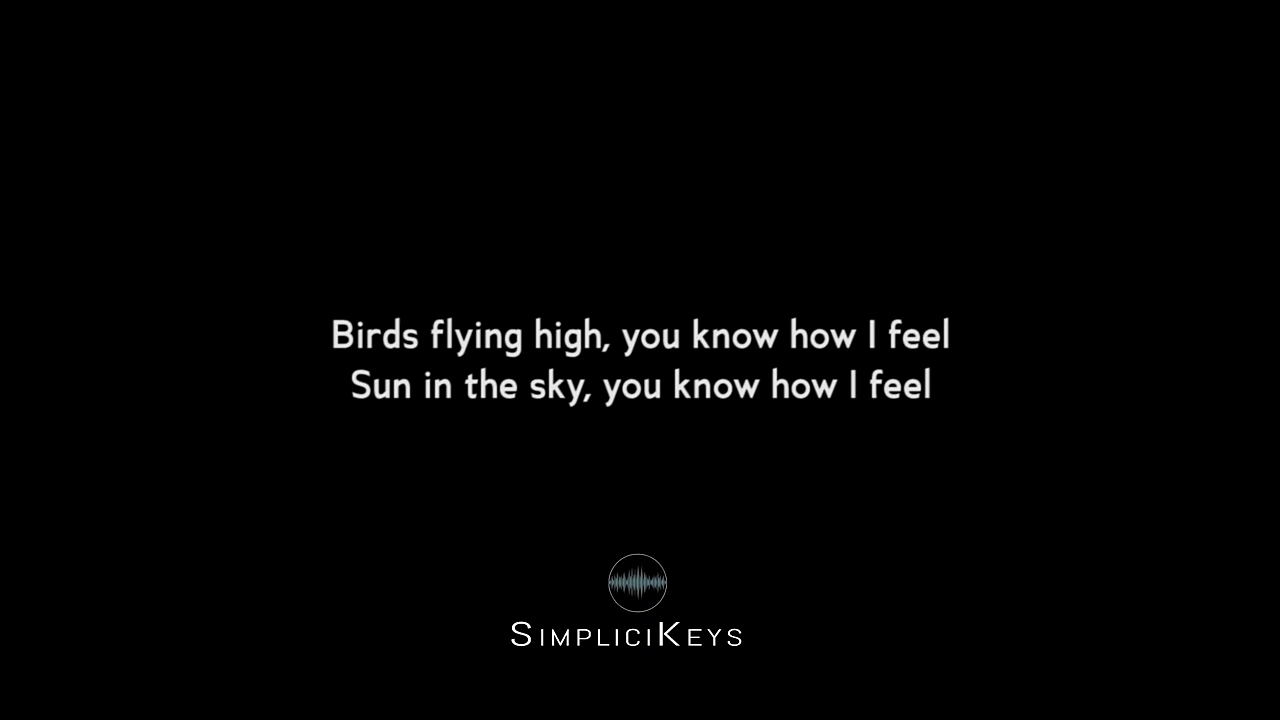 Birds flying high, you know how I feel
Sun in the sky, you know how I feel
SIMPLICIKEYS